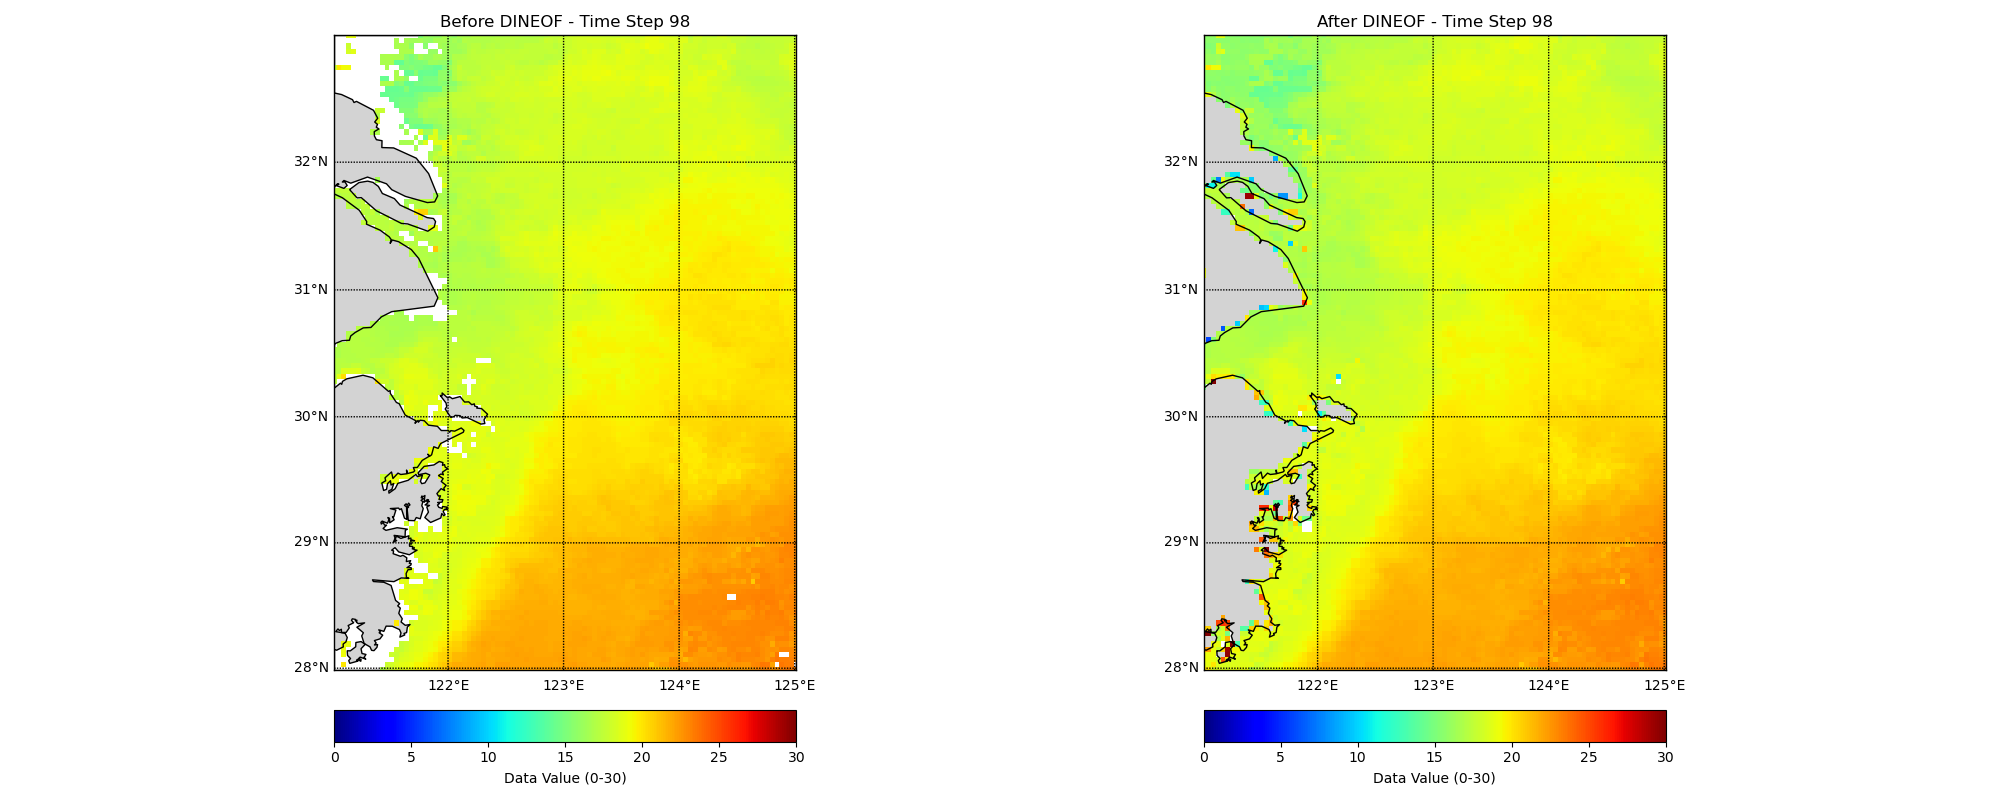 Before DINEOF - Time Step 98
32°N
31°N
30°N
29°N
28°N
122°E 123°E 124°E 125°E
0 5 10 15 20 25 30
Data Value (0-30)
After DINEOF - Time Step 98
32°N
31°N
30°N
29°N
28°N
122°E 123°E 124°E 125°E
0 5 10 15 20 25 30
Data Value (0-30)